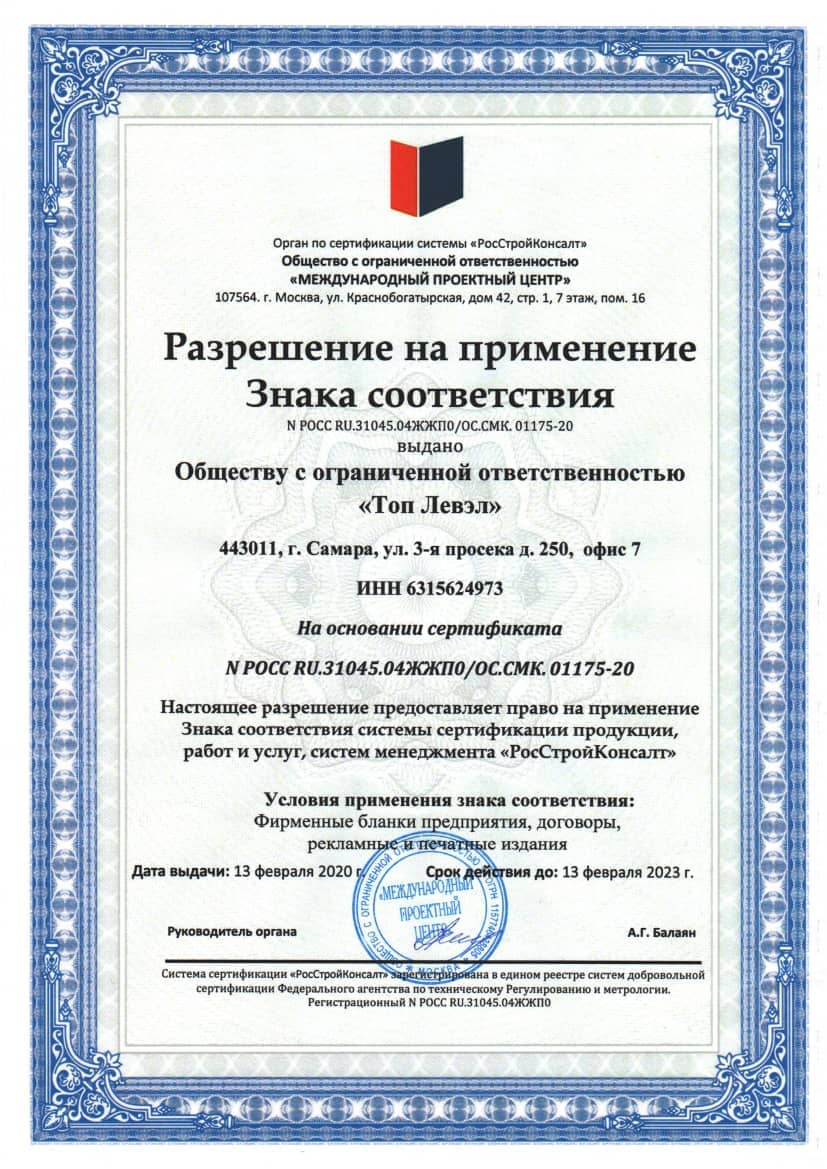 Орган по сертификации системы «РосСтройКонсалт»
Общество с ограниченной ответственностью
«МЕЖДУНАРОДНЫЙ ПРОЕКТНЫЙ ЦЕНТР»
107564. г. Москва, ул. Краснобогатырская, дом 42, стр. 1, 7 этаж, пом. 16
Разрешение на применение
Знака соответствия
N РОСС RU.31045.04ЖЖП0/ОС.СМК. 01175-20
выдано
Обществу с ограниченной ответственностью
«Топ Левэл»
443011, г. Самара, ул. 3-я просека д. 250, офис 7
ИНН 6315624973
На основании сертификата
N РОСС RU.31045.04ЖЖП0/ОС.СМК. 01175-20
Настоящее разрешение предоставляет право на применение
Знака соответствия системы сертификации продукции,
работ и услуг, систем менеджмента «РосСтройКонсалт»
Условия применения знака соответствия:
Фирменные бланки предприятия, договоры,
рекламные и печатные издания
Дата выдачи: 13 февраля 2020 г. Срок действия до: 13 февраля 2023 г.
ОБЩЕСТВО С ОГРАНИЧЕННОЙ ОТВЕТСТВЕННОСТЬЮ ОГРН
«МЕЖДУНАРОДНЫЙ
ПРОЕКТНЫЙ
ЦЕНТР»
МОСКВА
Руководитель органа А.Г. Балаян
Система сертификации «РосСтройКонсалт» зарегистрирована в едином реестре систем добровольной
сертификации Федерального агентства по техническому Регулированию и метрологии.
Регистрационный N РОСС RU.31045.04ЖЖП0